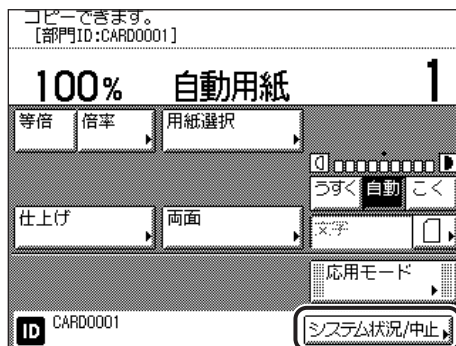 コピーできます。
[部門ID:CARD0001]
100% 自動用紙 1
等倍 倍率 用紙選択
うすく 自動 こく
仕上げ 両面 文字
応用モード
ID CARD0001 システム状況/中止